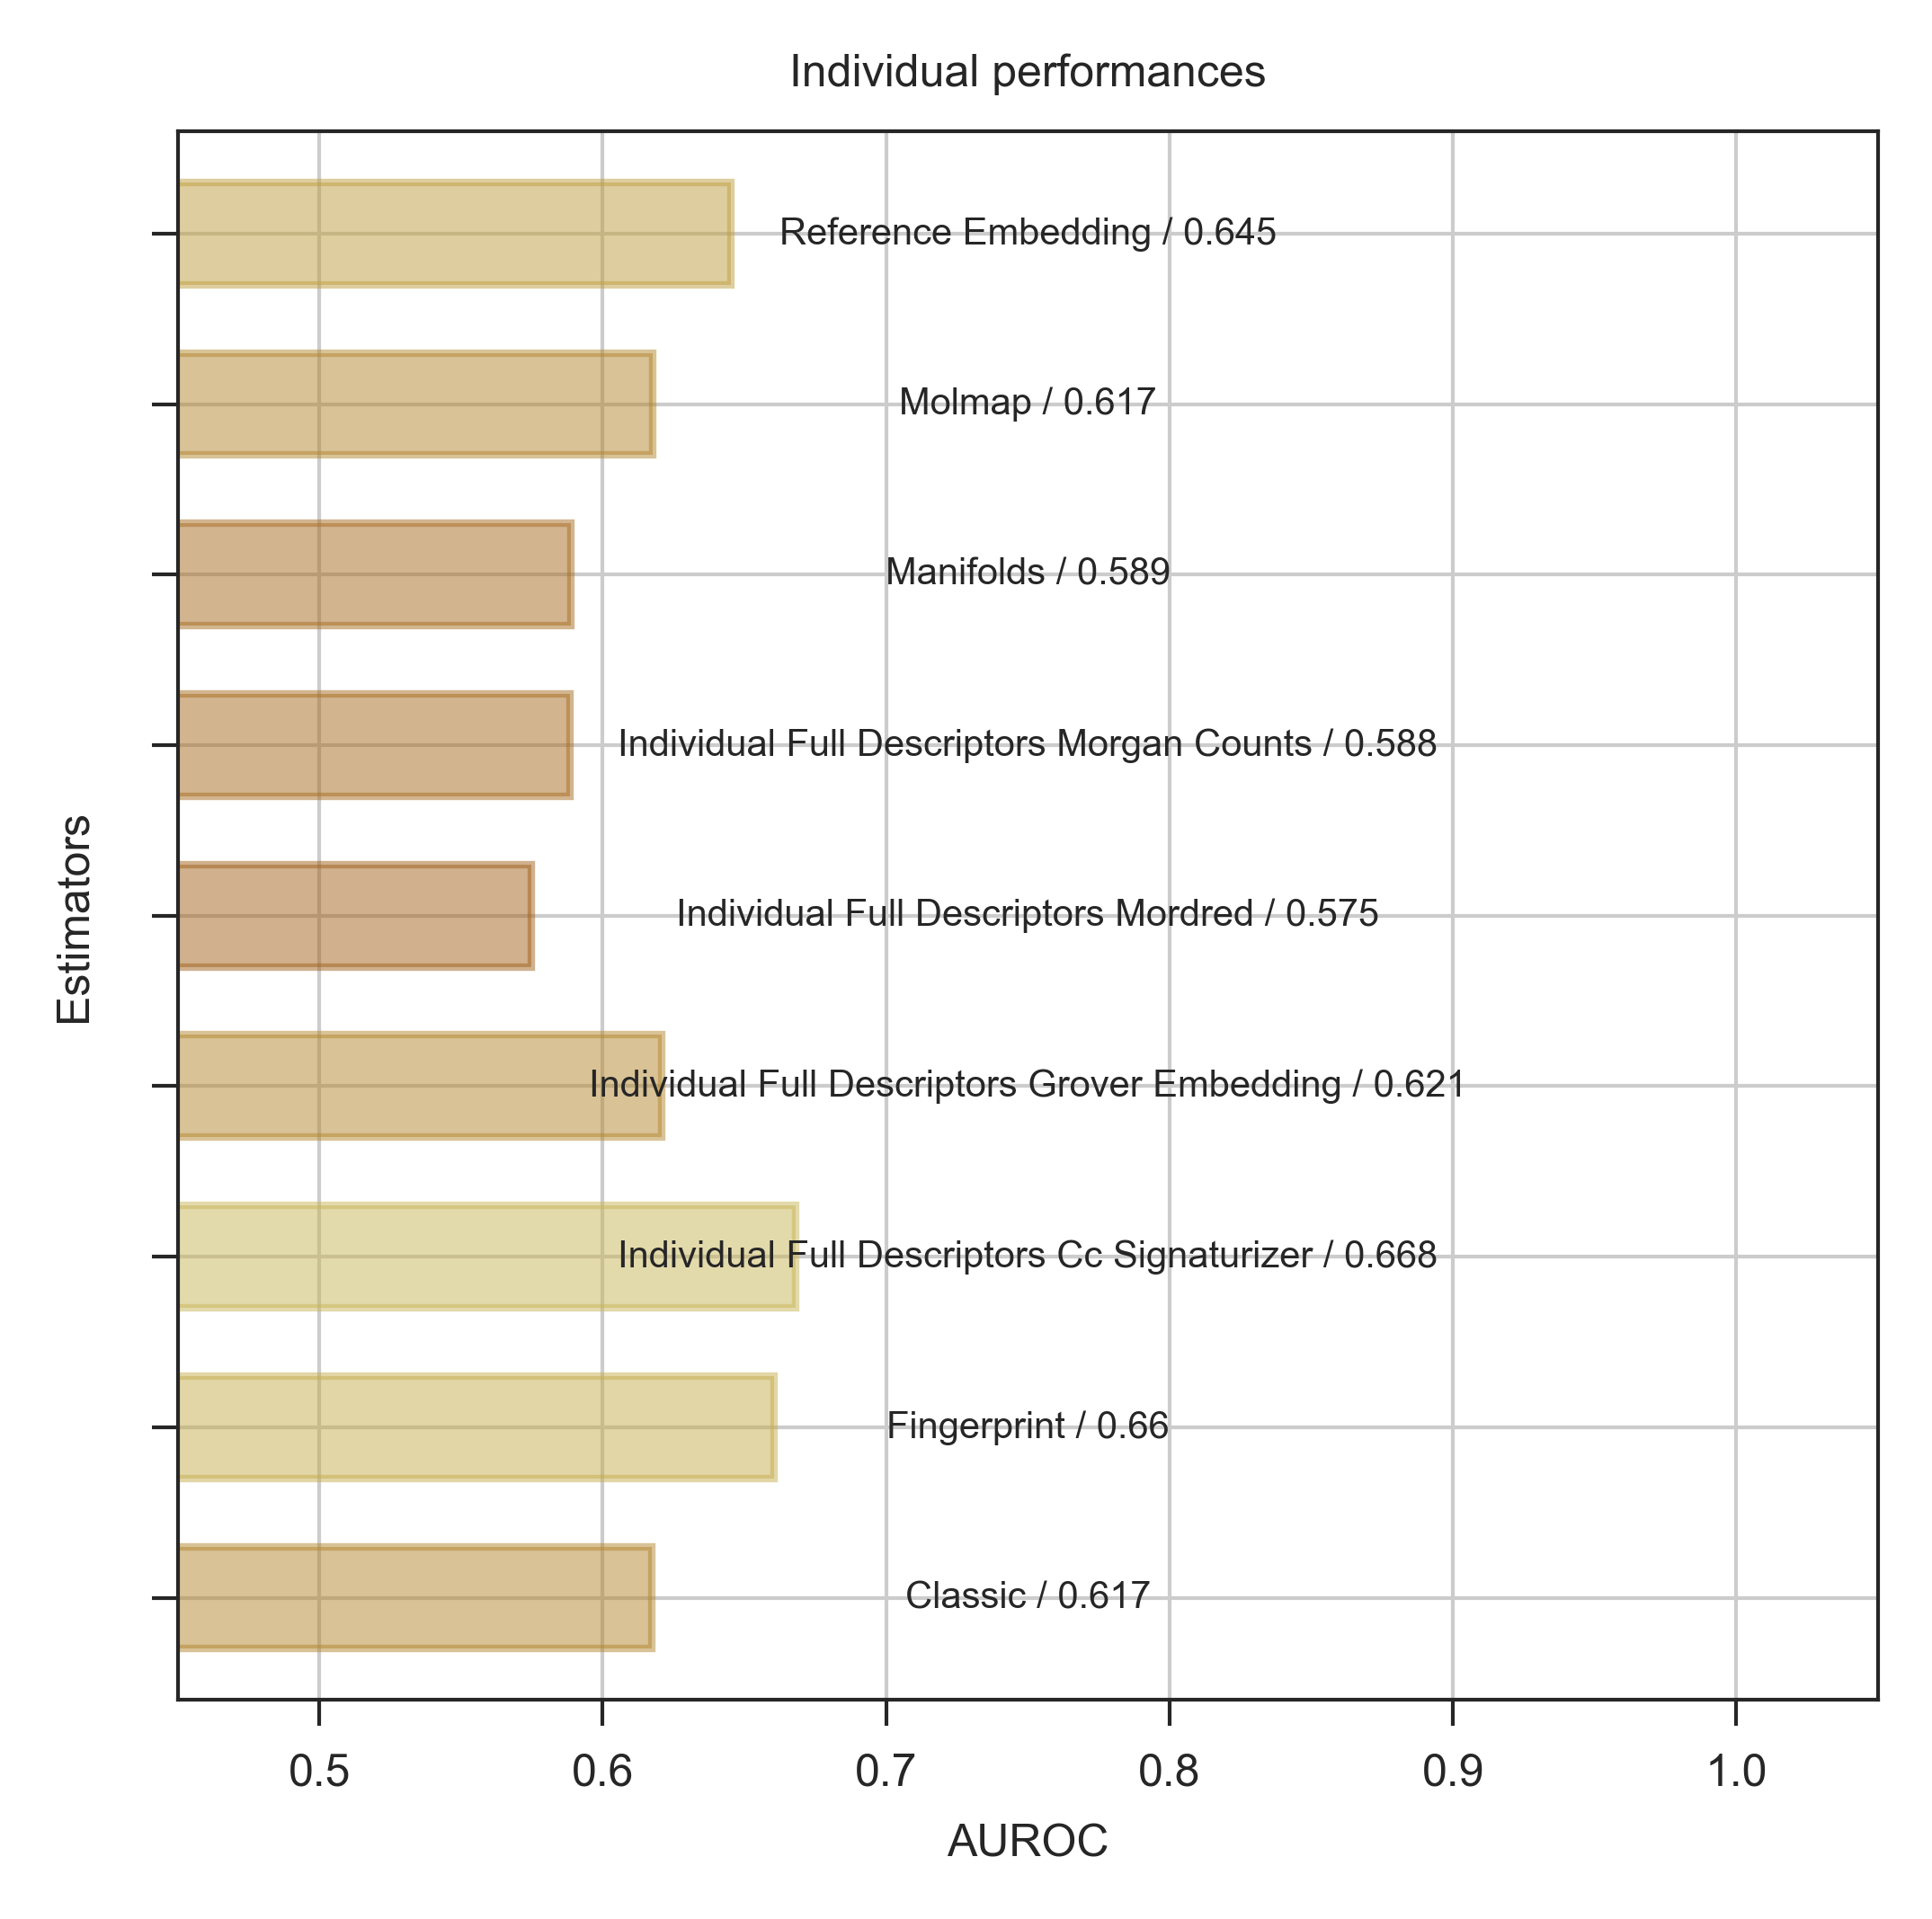 Individual performances
Reference Embedding / 0.645
Molmap / 0.617
Manifolds / 0.589
Individual Full Descriptors Morgan Counts / 0.588
Individual Full Descriptors Mordred / 0.575
Individual Full Descriptors Grover Embedding / 0.621
Individual Full Descriptors Cc Signaturizer / 0.668
Fingerprint / 0.66
Classic / 0.617
Estimators
0.5 0.6 0.7 0.8 0.9 1.0
AUROC